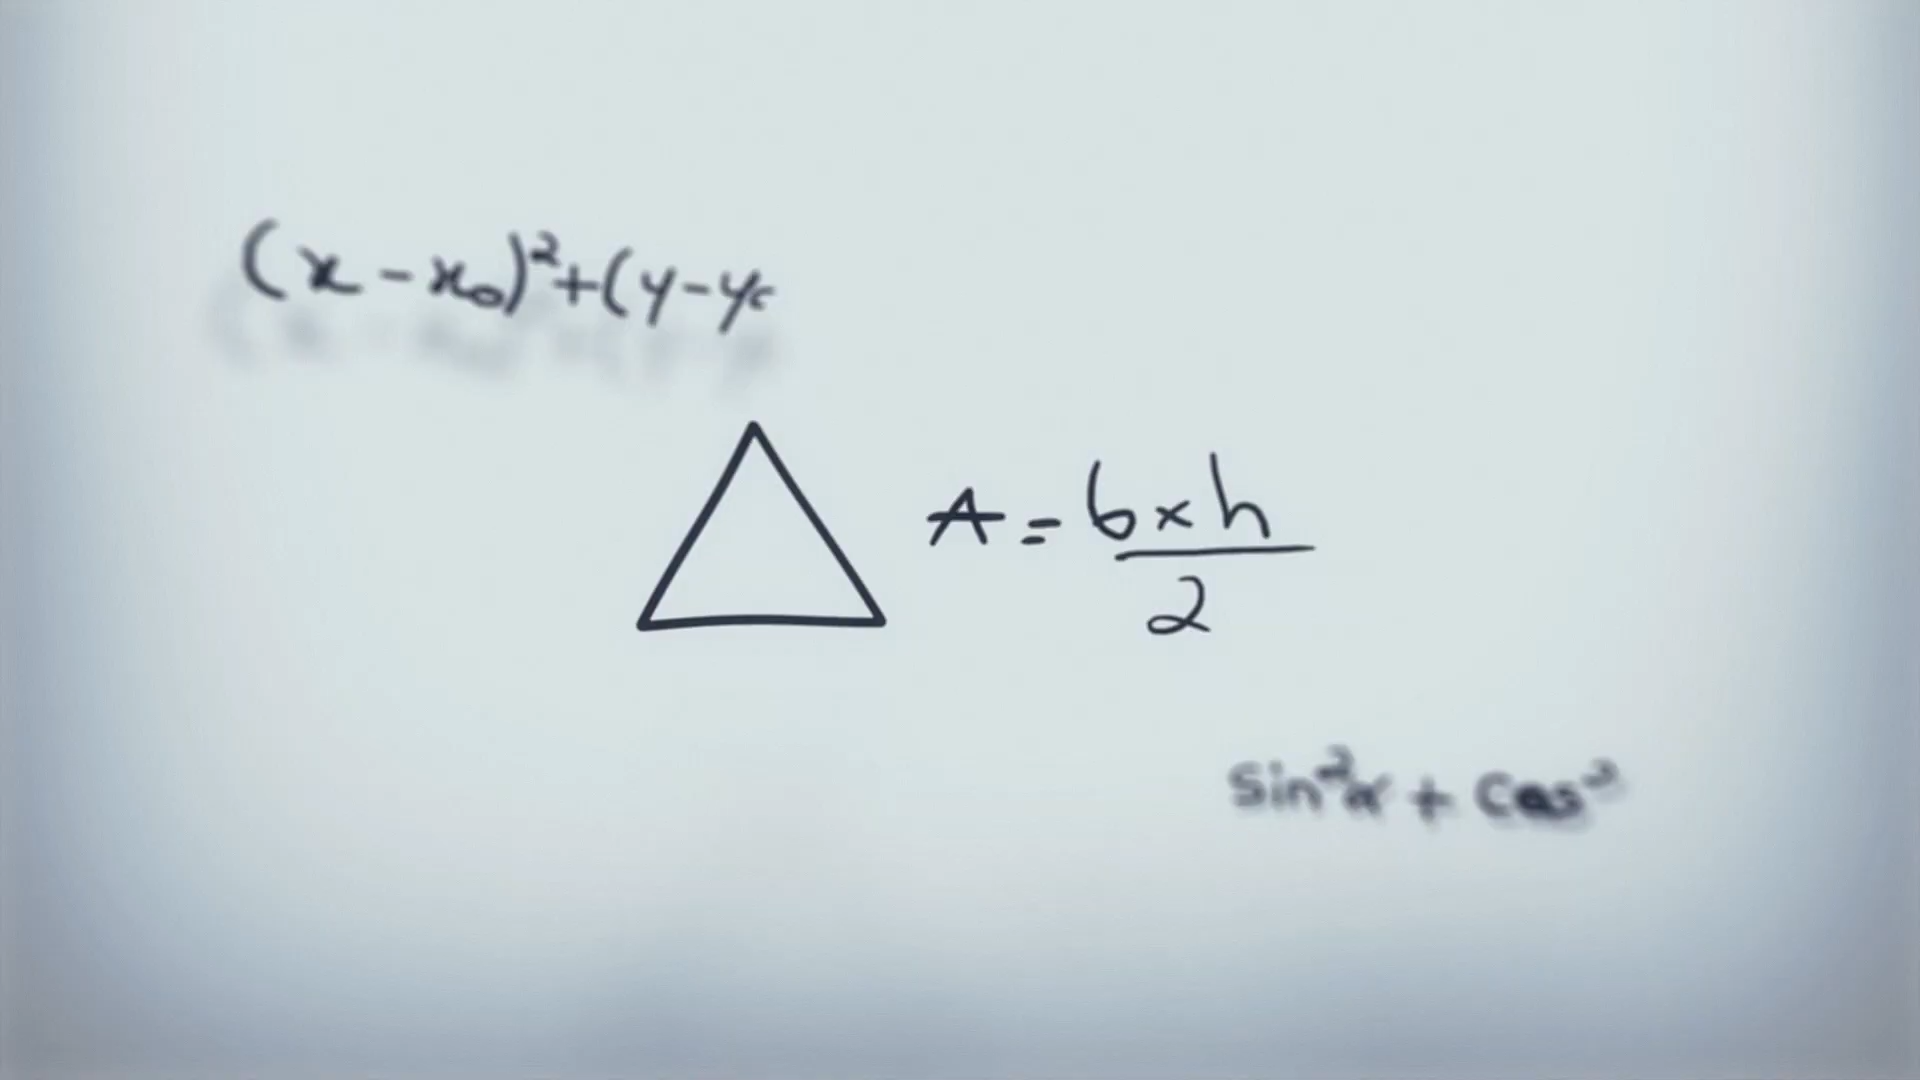 (x - x₀)² + (y - y
A = b × h / 2
sin²α + cos²